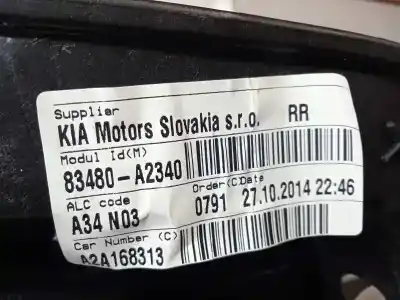 Supplier
KIA Motors Slovakia s.r.o. RR
Modul Id(M)
83480-A2340
ALC code Order(C)Date
A34 N03 0791 27.10.2014 22:46
Car Number (C)
A2A168313